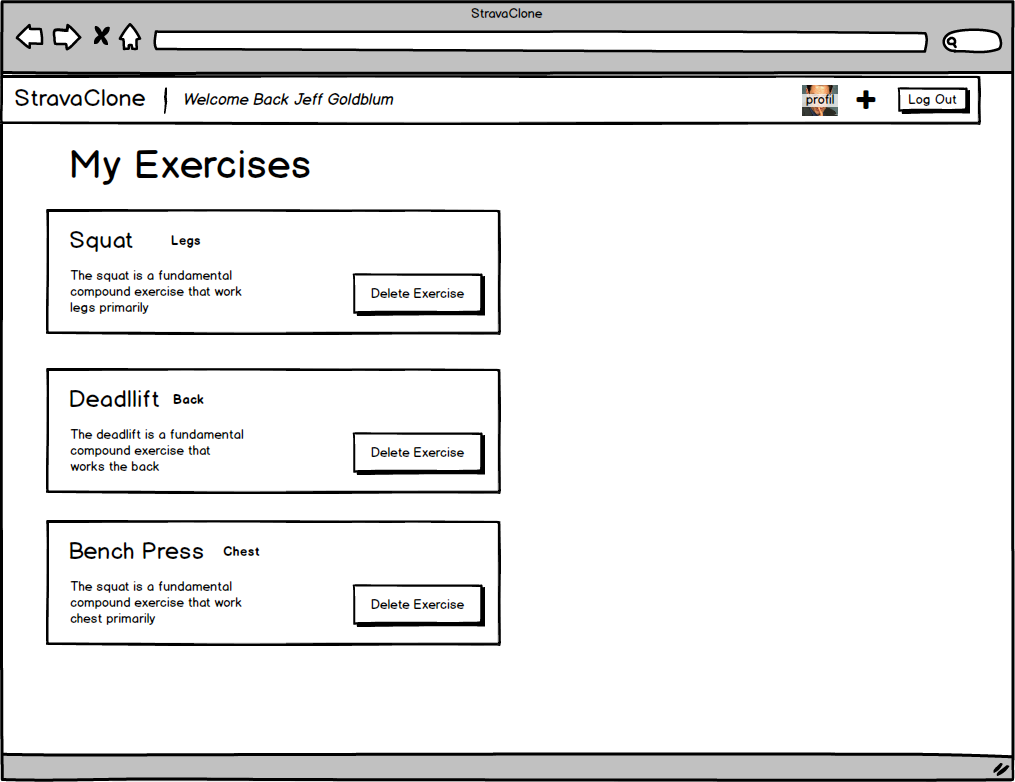 StravaClone
StravaClone
Welcome Back Jeff Goldblum
profil
Log Out
My Exercises
Squat
Legs
The squat is a fundamental
compound exercise that work
legs primarily
Delete Exercise
Deadllift
Back
The deadlift is a fundamental
compound exercise that
works the back
Delete Exercise
Bench Press
Chest
The squat is a fundamental
compound exercise that work
chest primarily
Delete Exercise